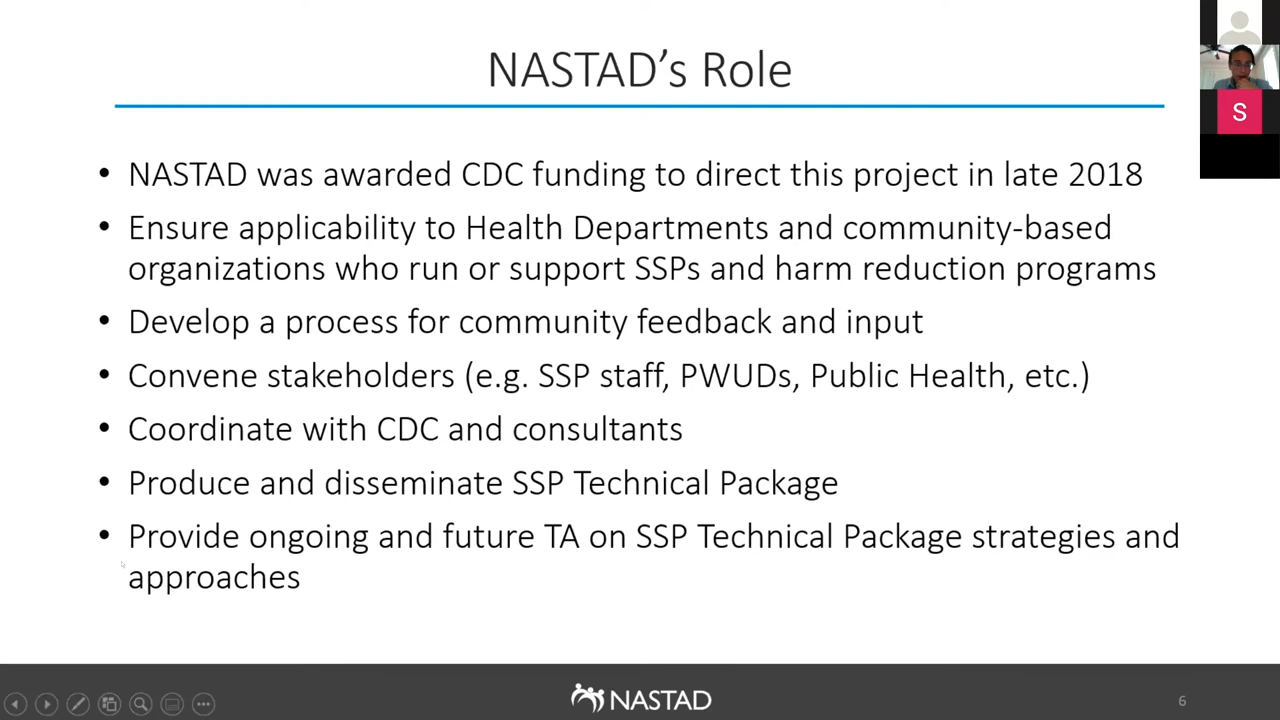 NASTAD's Role
S
• NASTAD was awarded CDC funding to direct this project in late 2018
• Ensure applicability to Health Departments and community-based
organizations who run or support SSPs and harm reduction programs
• Develop a process for community feedback and input
• Convene stakeholders (e.g. SSP staff, PWUDs, Public Health, etc.)
• Coordinate with CDC and consultants
• Produce and disseminate SSP Technical Package
• Provide ongoing and future TA on SSP Technical Package strategies and
approaches
NASTAD
6